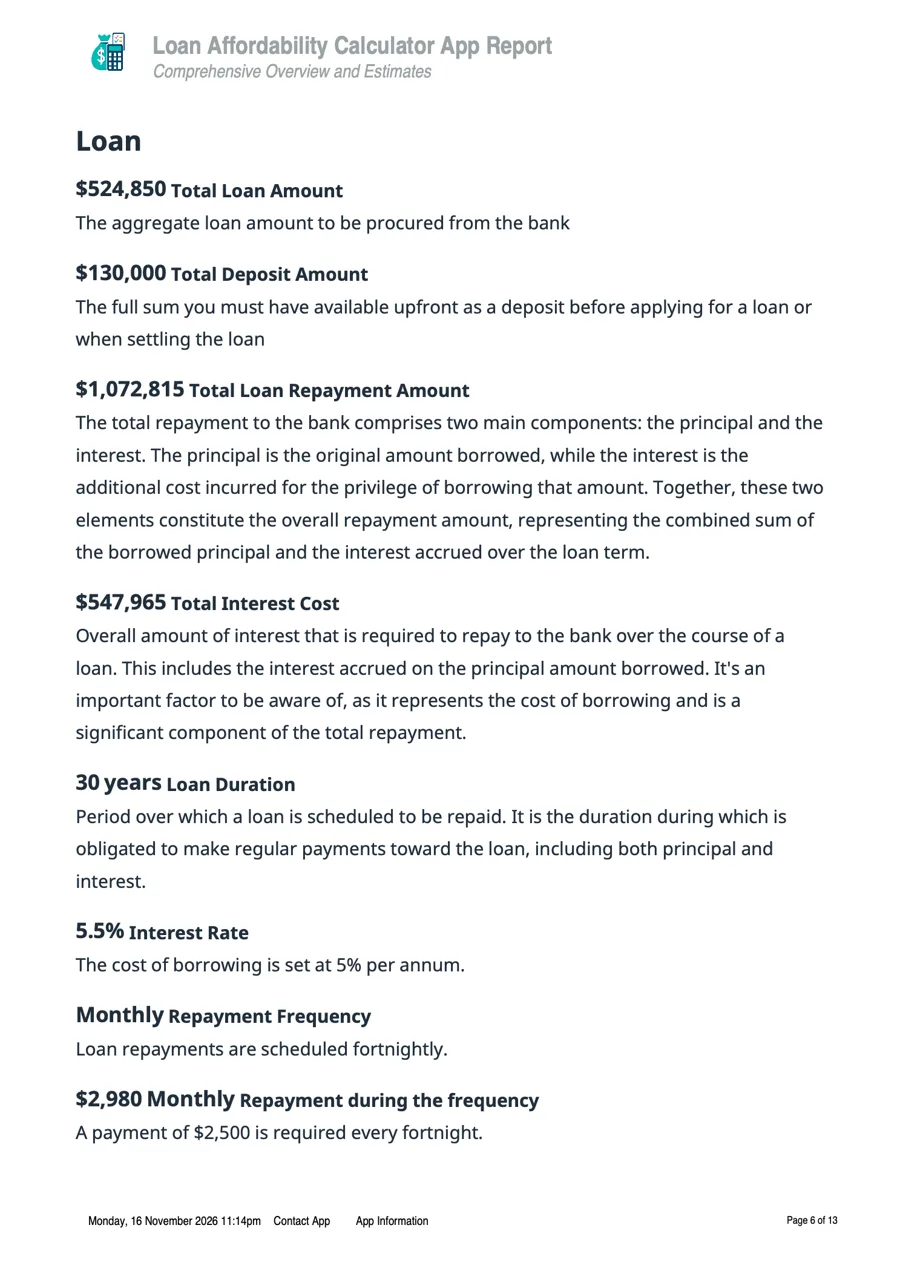 Loan Affordability Calculator App Report
Comprehensive Overview and Estimates
Loan
$524,850 Total Loan Amount
The aggregate loan amount to be procured from the bank
$130,000 Total Deposit Amount
The full sum you must have available upfront as a deposit before applying for a loan or
when settling the loan
$1,072,815 Total Loan Repayment Amount
The total repayment to the bank comprises two main components: the principal and the
interest. The principal is the original amount borrowed, while the interest is the
additional cost incurred for the privilege of borrowing that amount. Together, these two
elements constitute the overall repayment amount, representing the combined sum of
the borrowed principal and the interest accrued over the loan term.
$547,965 Total Interest Cost
Overall amount of interest that is required to repay to the bank over the course of a
loan. This includes the interest accrued on the principal amount borrowed. It's an
important factor to be aware of, as it represents the cost of borrowing and is a
significant component of the total repayment.
30 years Loan Duration
Period over which a loan is scheduled to be repaid. It is the duration during which is
obligated to make regular payments toward the loan, including both principal and
interest.
5.5% Interest Rate
The cost of borrowing is set at 5% per annum.
Monthly Repayment Frequency
Loan repayments are scheduled fortnightly.
$2,980 Monthly Repayment during the frequency
A payment of $2,500 is required every fortnight.
Monday, 16 November 2026 11:14pm Contact App App Information Page 6 of 13